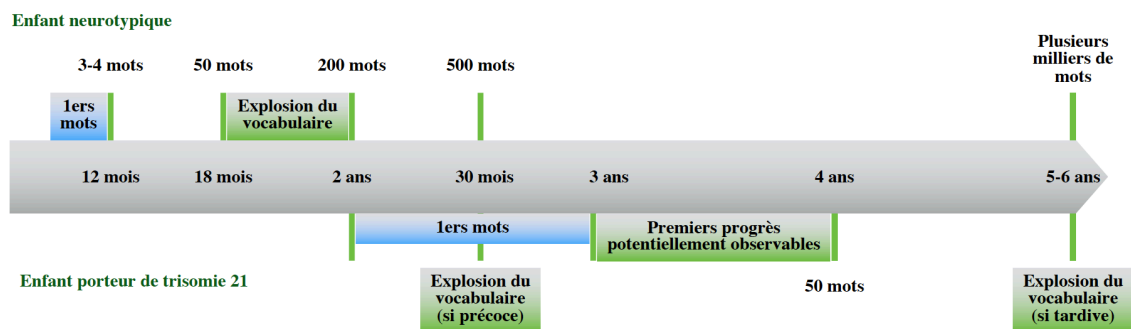 Enfant neurotypique
3-4 mots
50 mots
200 mots
500 mots
Plusieurs
milliers de
mots
1ers
mots
Explosion du
vocabulaire
12 mois
18 mois
2 ans
30 mois
3 ans
4 ans
5-6 ans
1ers mots
Premiers progrès
potentiellement observables
Enfant porteur de trisomie 21
Explosion du
vocabulaire
(si précoce)
50 mots
Explosion du
vocabulaire
(si tardive)